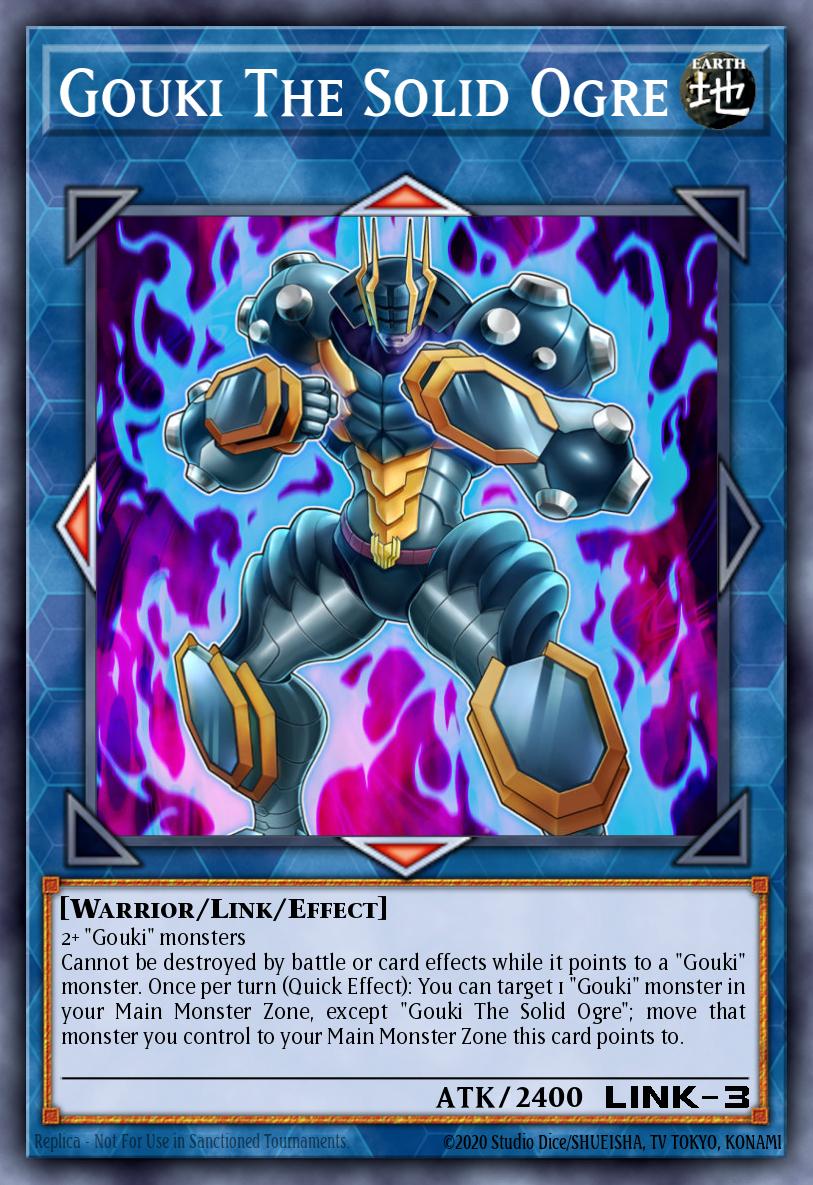 Gouki The Solid Ogre
EARTH
地
[Warrior/Link/Effect]
2+ "Gouki" monsters
Cannot be destroyed by battle or card effects while it points to a "Gouki"
monster. Once per turn (Quick Effect): You can target 1 "Gouki" monster in
your Main Monster Zone, except "Gouki The Solid Ogre"; move that
monster you control to your Main Monster Zone this card points to.
ATK/2400 LINK-3
Replica - Not For Use in Sanctioned Tournaments.
©2020 Studio Dice/SHUEISHA, TV TOKYO, KONAMI